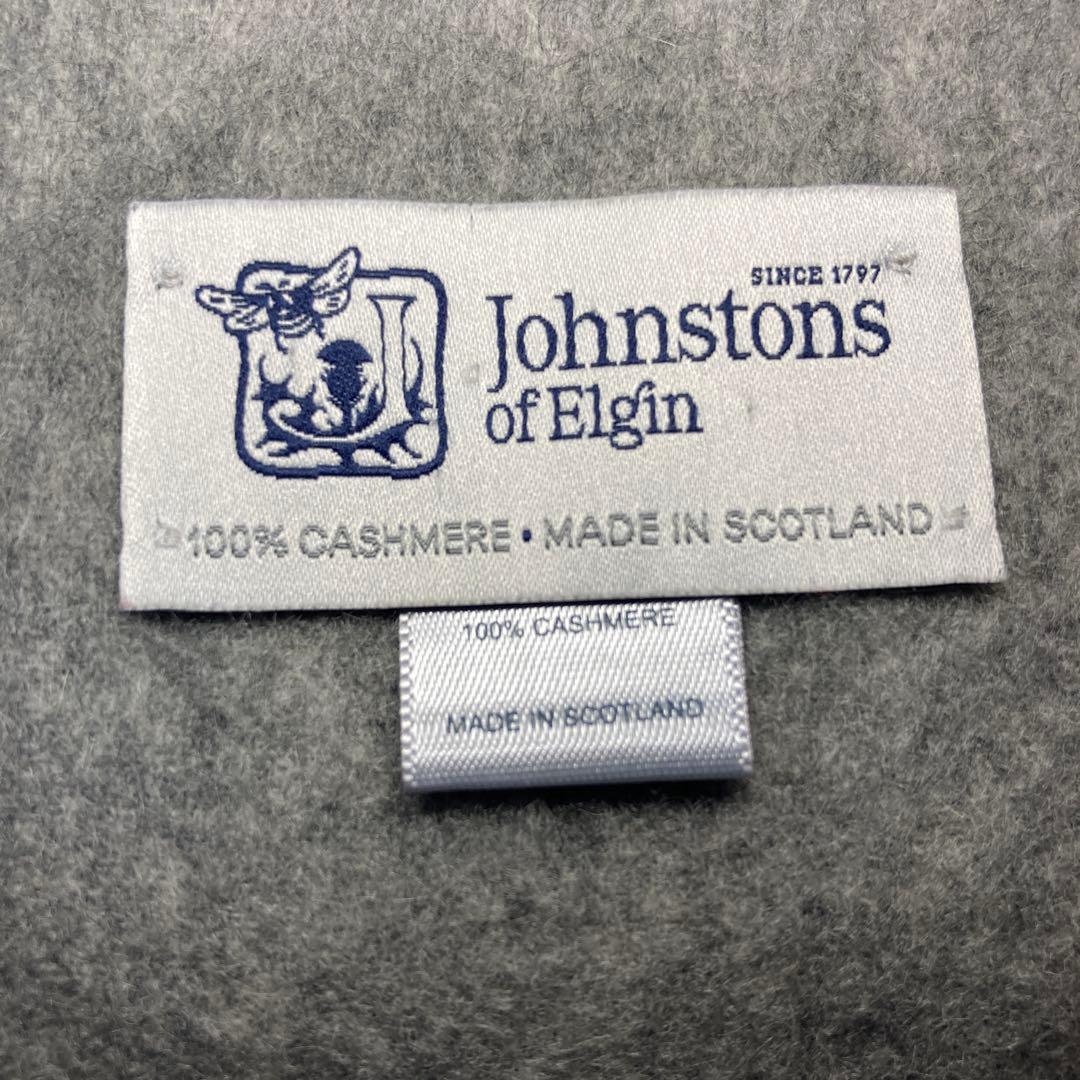 SINCE 1797
Johnstons
of Elgin
100% CASHMERE • MADE IN SCOTLAND
100% CASHMERE
MADE IN SCOTLAND